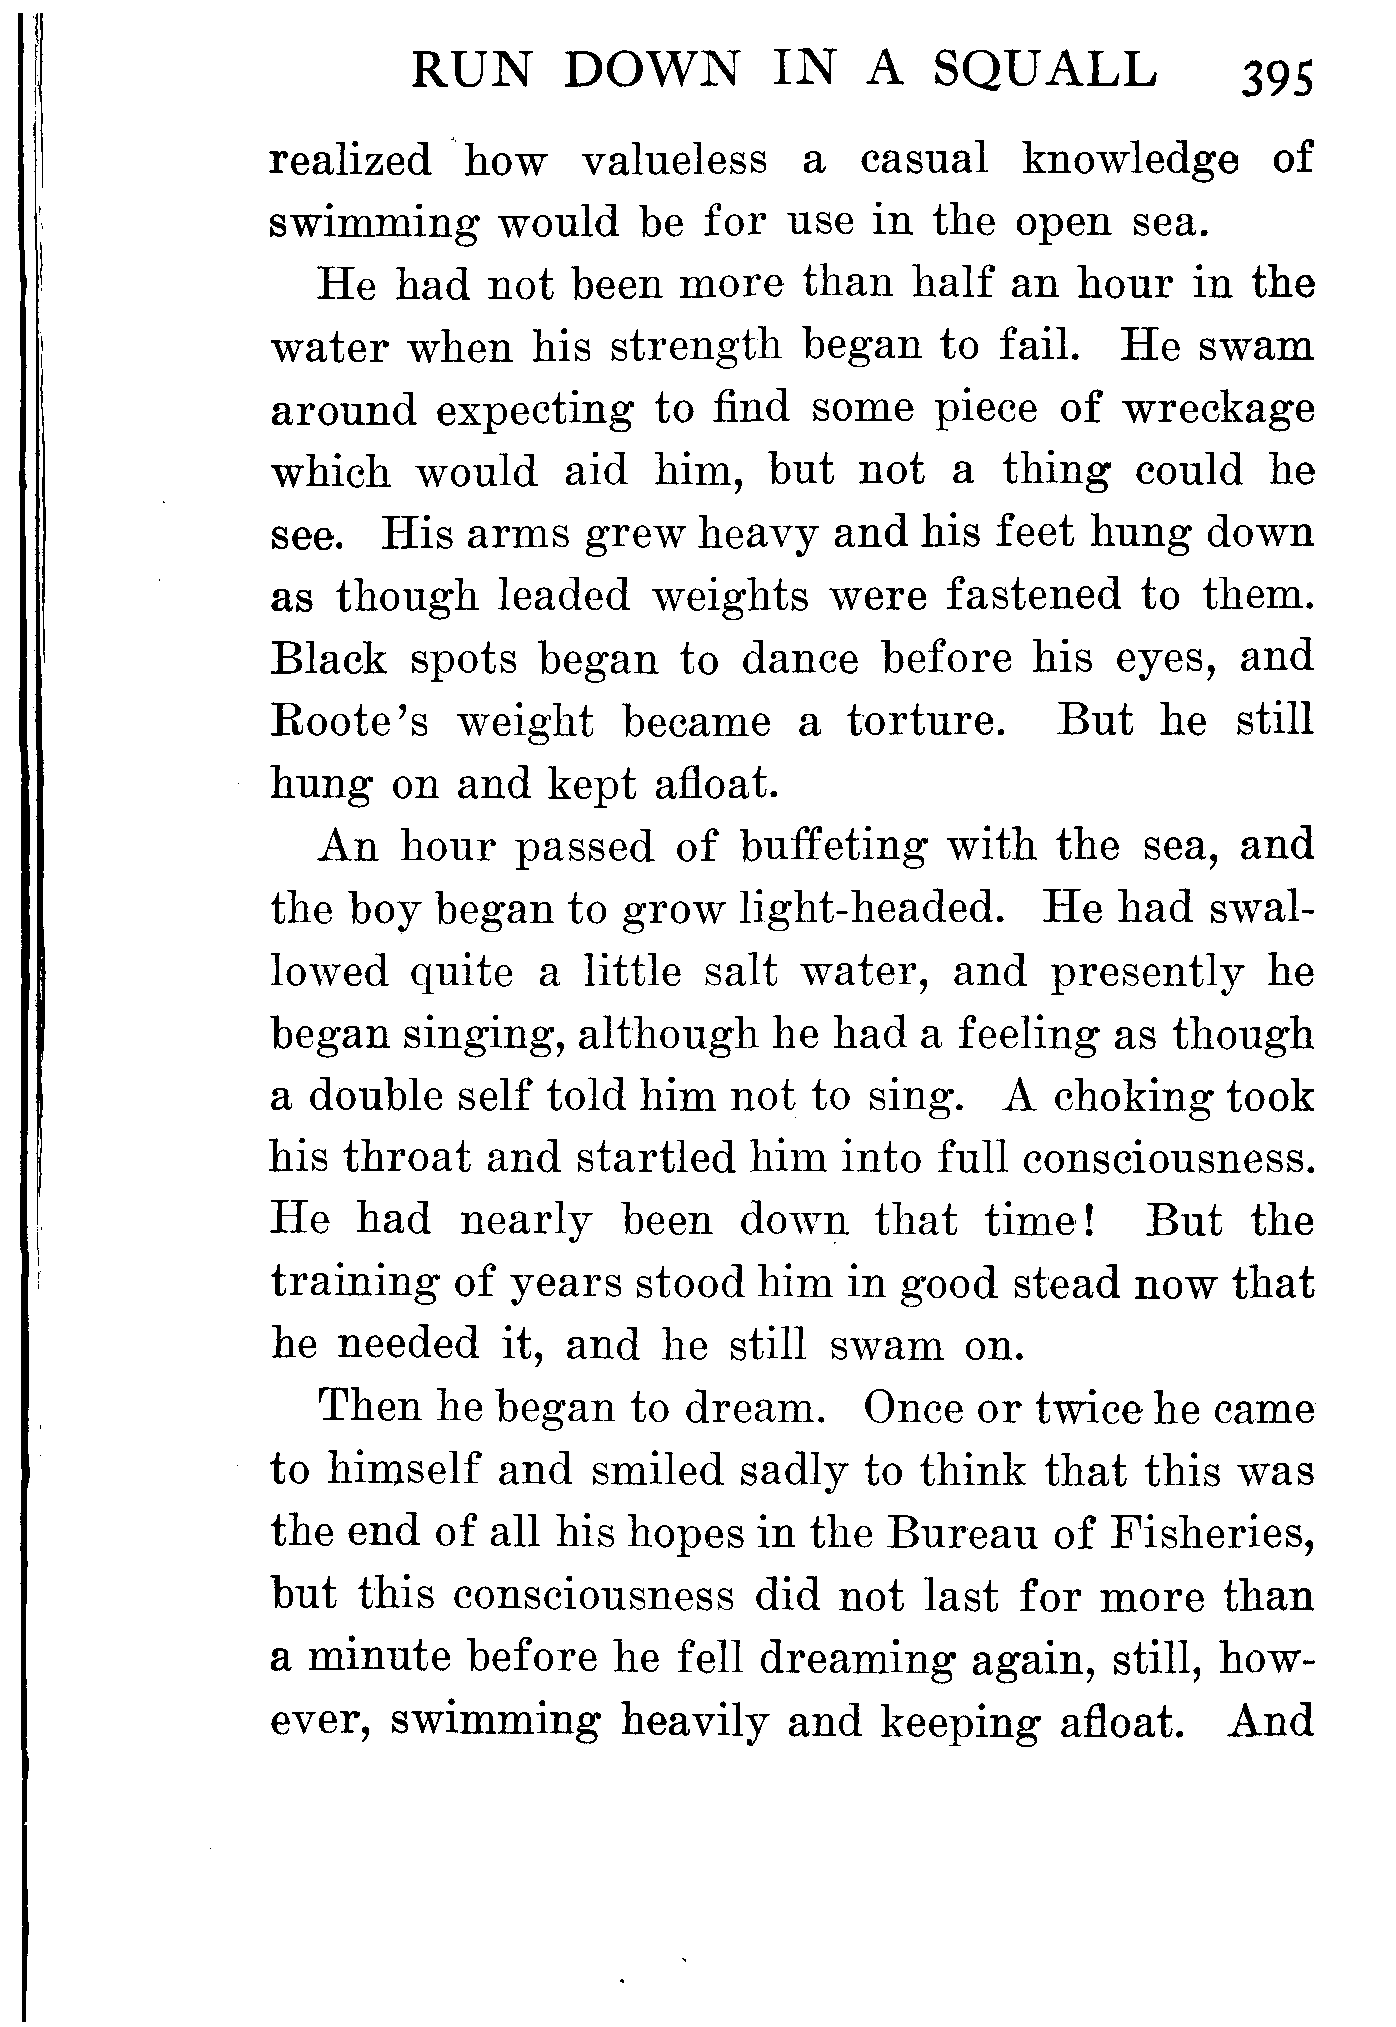 RUN DOWN IN A SQUALL 395
realized how valueless a casual knowledge of
swimming would be for use in the open sea.
He had not been more than half an hour in the
water when his strength began to fail. He swam
around expecting to find some piece of wreckage
which would aid him, but not a thing could he
see. His arms grew heavy and his feet hung down
as though leaded weights were fastened to them.
Black spots began to dance before his eyes, and
Roote's weight became a torture. But he still
hung on and kept afloat.
An hour passed of buffeting with the sea, and
the boy began to grow light-headed. He had swal-
lowed quite a little salt water, and presently he
began singing, although he had a feeling as though
a double self told him not to sing. A choking took
his throat and startled him into full consciousness.
He had nearly been down that time! But the
training of years stood him in good stead now that
he needed it, and he still swam on.
Then he began to dream. Once or twice he came
to himself and smiled sadly to think that this was
the end of all his hopes in the Bureau of Fisheries,
but this consciousness did not last for more than
a minute before he fell dreaming again, still, how-
ever, swimming heavily and keeping afloat. And